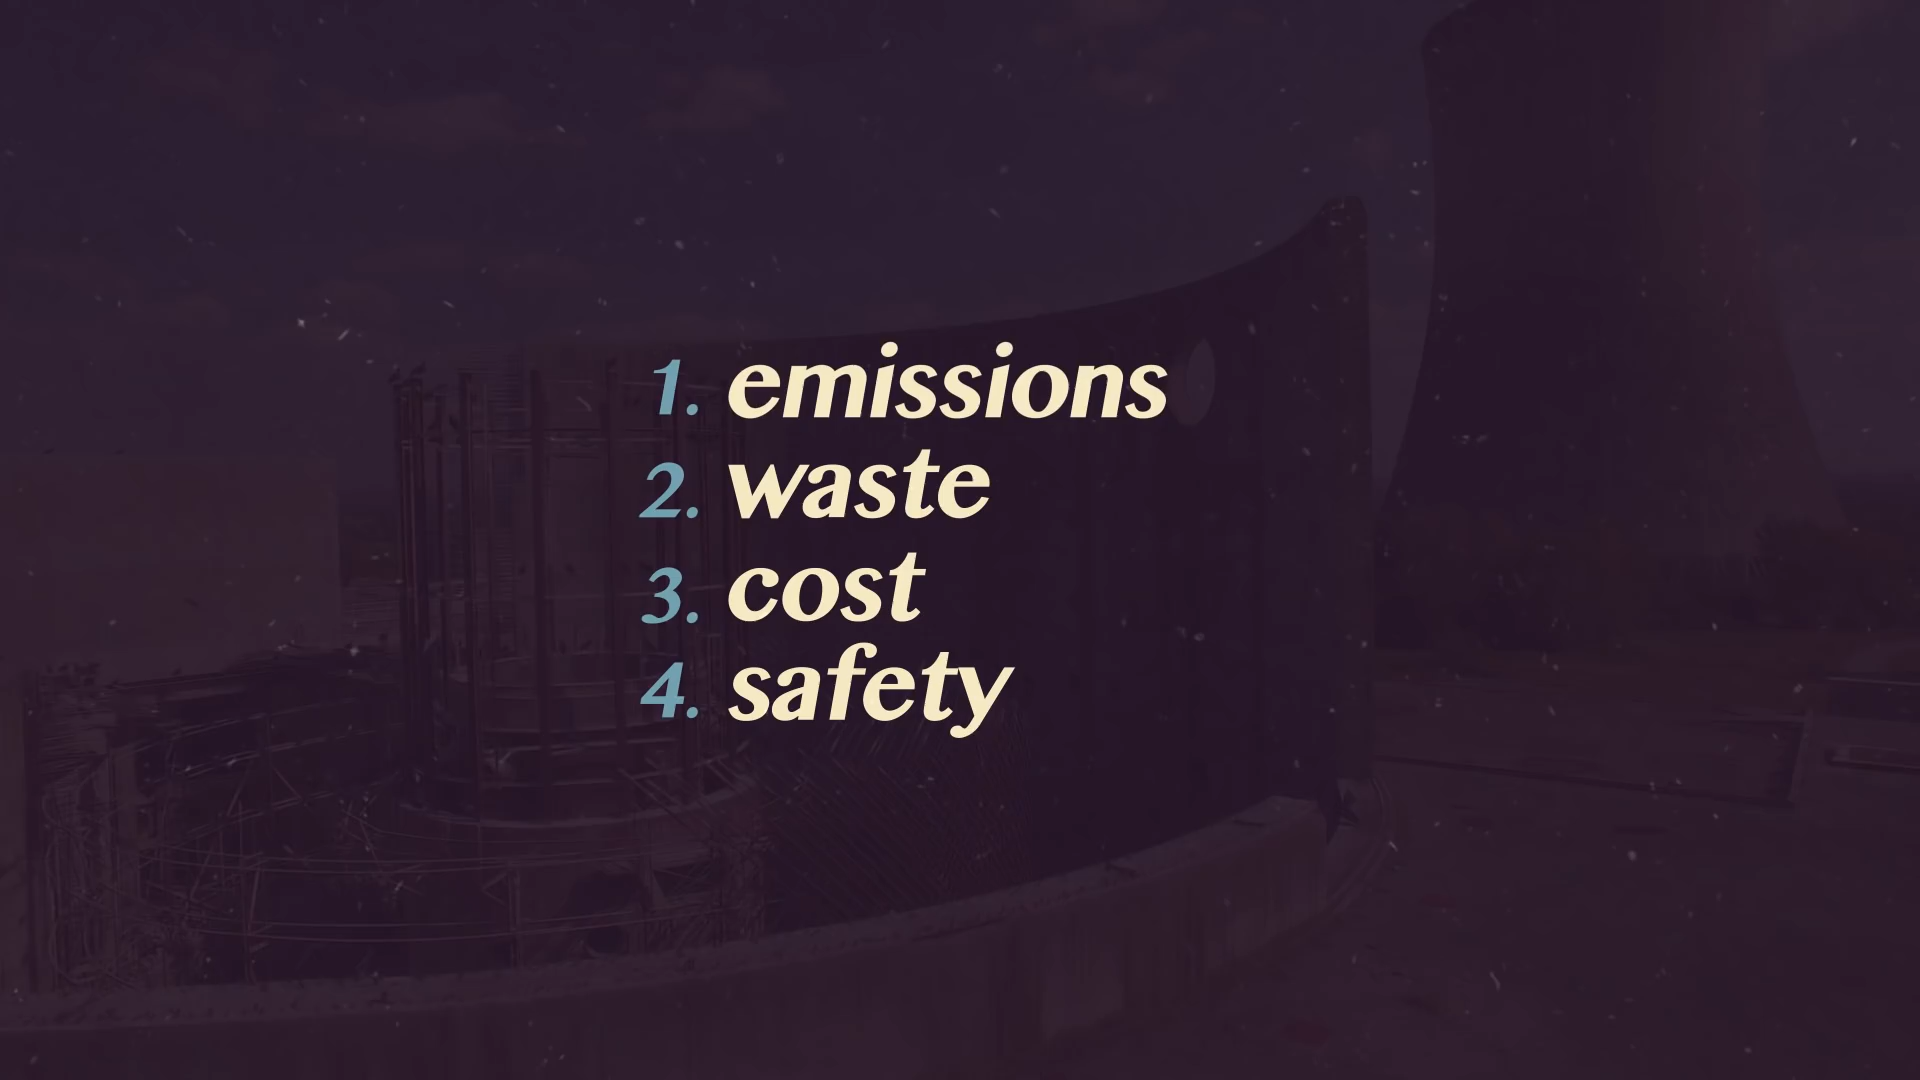 1. emissions
2. waste
3. cost
4. safety